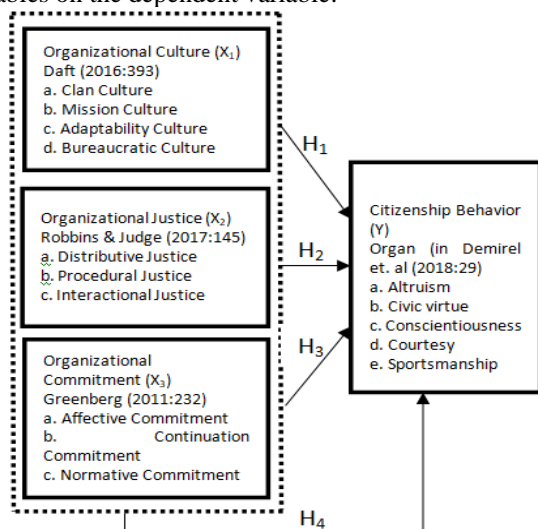 ables on the dependent variable.
Organizational Culture (X₁)
Daft (2016:393)
a. Clan Culture
b. Mission Culture
c. Adaptability Culture
d. Bureaucratic Culture
H₁
Organizational Justice (X₂)
Robbins & Judge (2017:145)
a. Distributive Justice
b. Procedural Justice
c. Interactional Justice
H₂
Citizenship Behavior
(Y)
Organ (in Demirel
et. al (2018:29)
a. Altruism
b. Civic virtue
c. Conscientiousness
d. Courtesy
e. Sportsmanship
H₃
Organizational
Commitment (X₃)
Greenberg (2011:232)
a. Affective Commitment
b. Continuation
Commitment
c. Normative Commitment
H₄